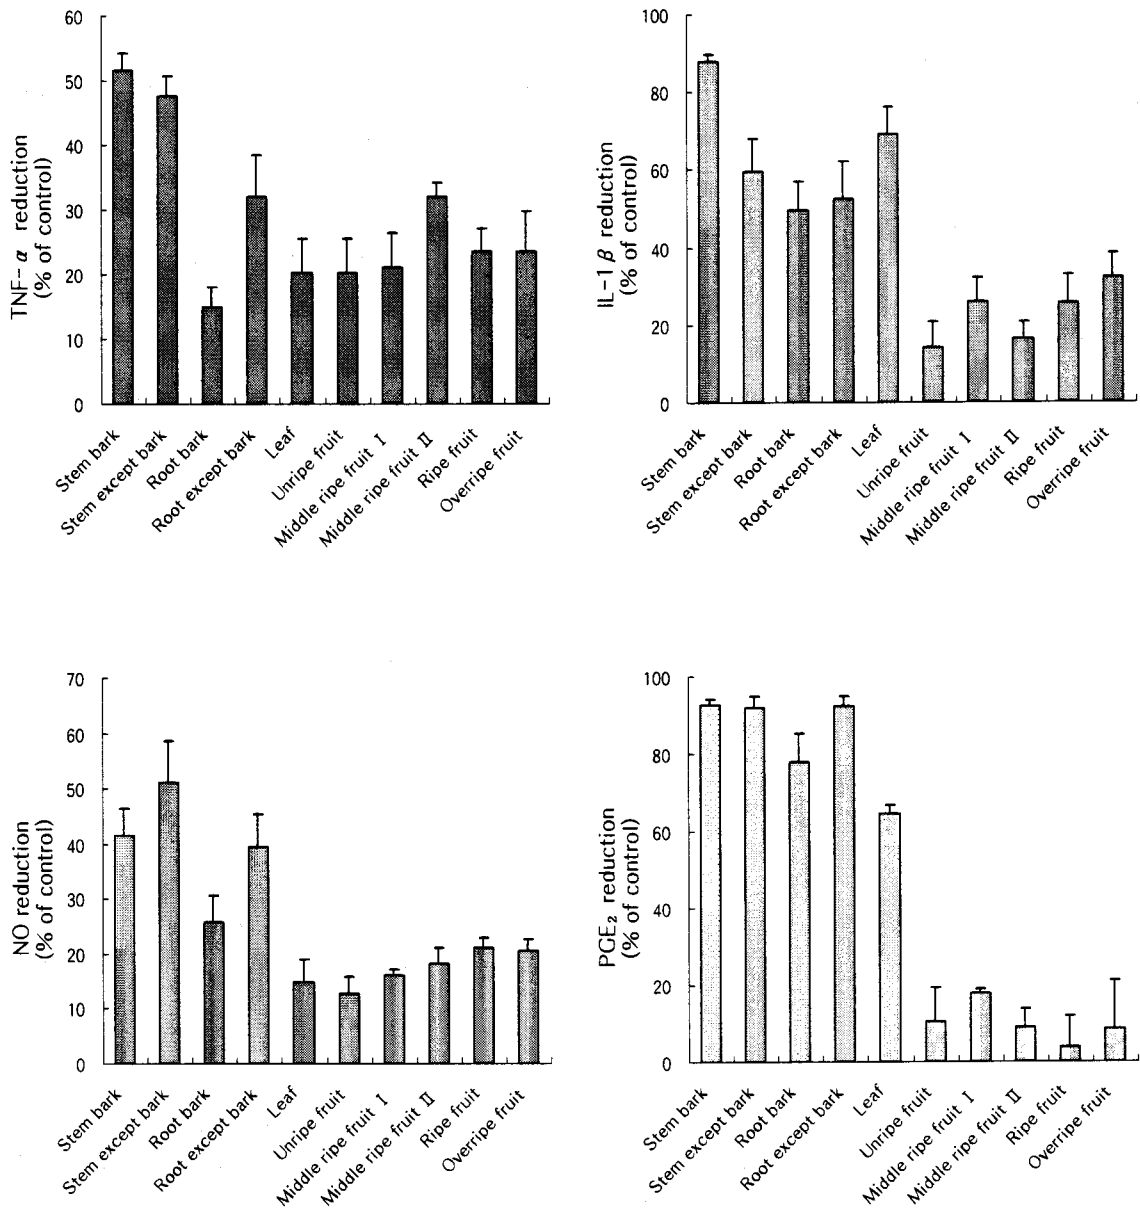 TNF-α reduction
(% of control)
60
50
40
30
20
10
0
Stem bark
Stem except bark
Root bark
Root except bark
Leaf
Unripe fruit
Middle ripe fruit I
Middle ripe fruit II
Ripe fruit
Overripe fruit
IL-1β reduction
(% of control)
100
80
60
40
20
0
Stem bark
Stem except bark
Root bark
Root except bark
Leaf
Unripe fruit
Middle ripe fruit I
Middle ripe fruit II
Ripe fruit
Overripe fruit
NO reduction
(% of control)
70
60
50
40
30
20
10
0
Stem bark
Stem except bark
Root bark
Root except bark
Leaf
Unripe fruit
Middle ripe fruit I
Middle ripe fruit II
Ripe fruit
Overripe fruit
PGE₂ reduction
(% of control)
100
80
60
40
20
0
Stem bark
Stem except bark
Root bark
Root except bark
Leaf
Unripe fruit
Middle ripe fruit I
Middle ripe fruit II
Ripe fruit
Overripe fruit